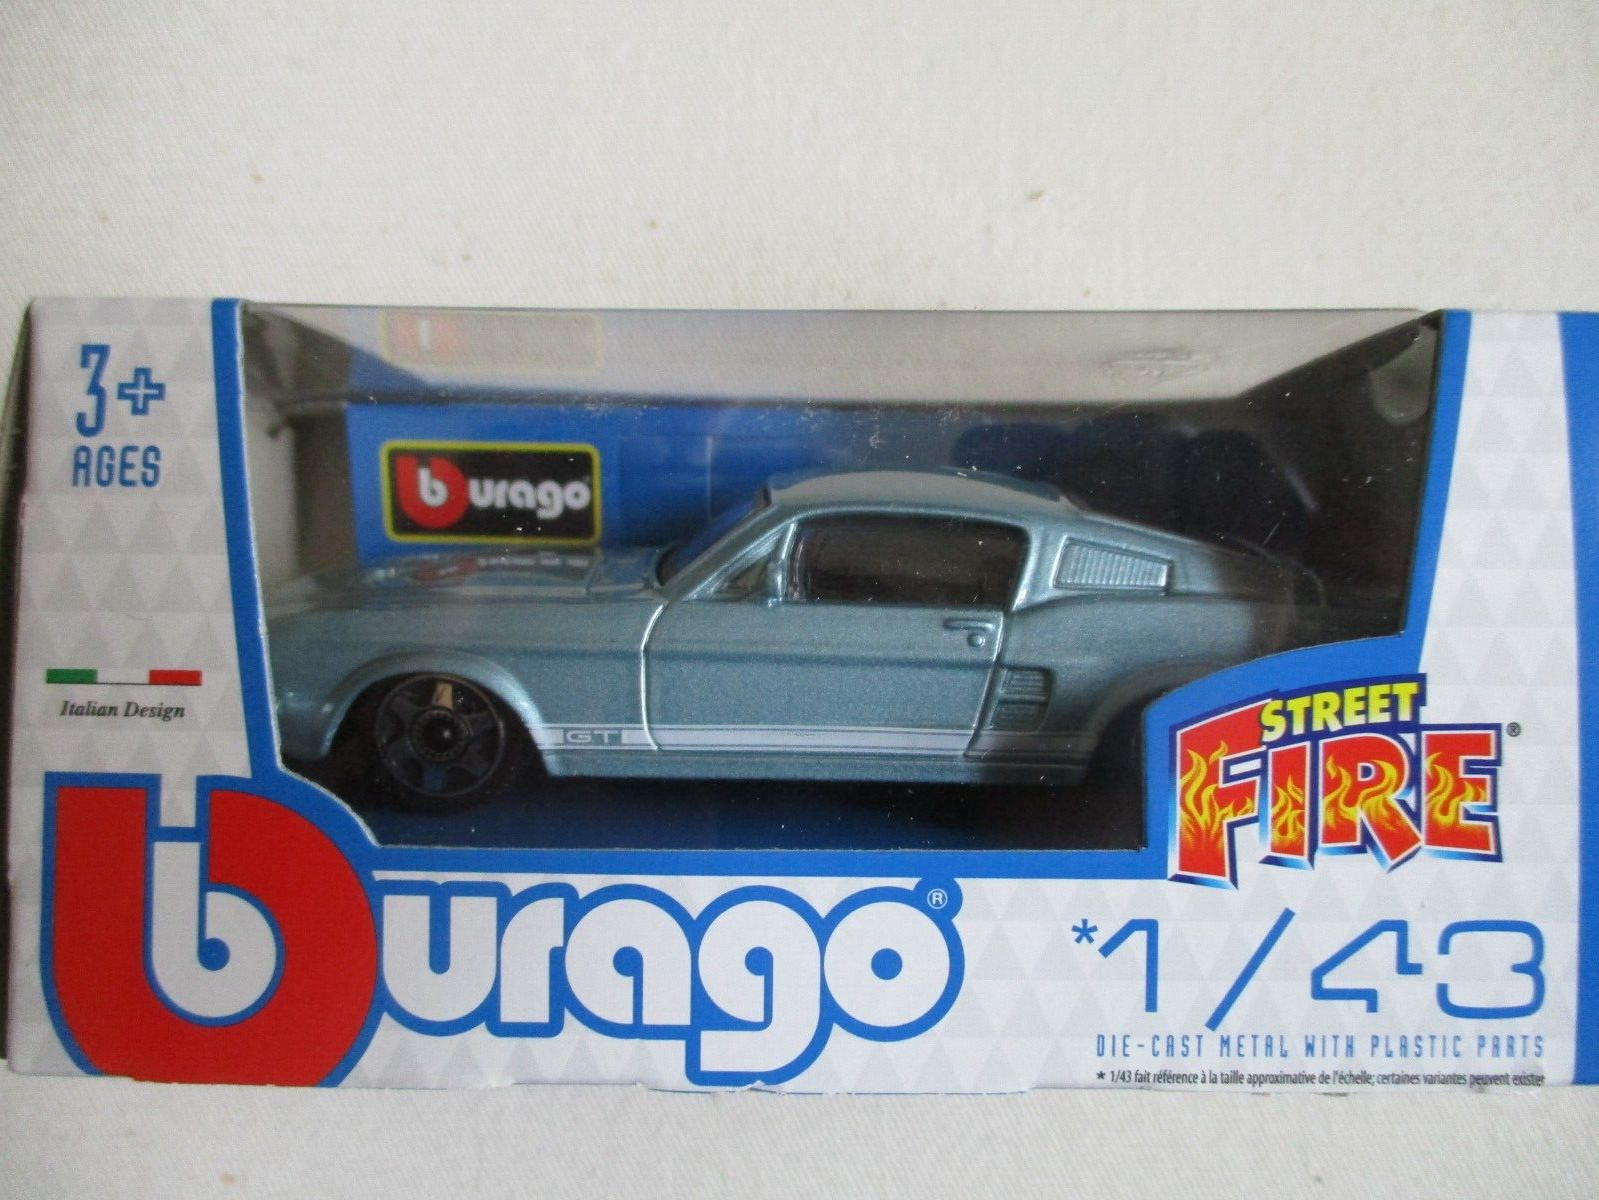 3+
AGES
burago
GT
Italian Design
STREET
FIRE®
burago®
*1/43
DIE-CAST METAL WITH PLASTIC PARTS
* 1/43 fait référence à la taille approximative de l'échelle; certaines variantes peuvent exister